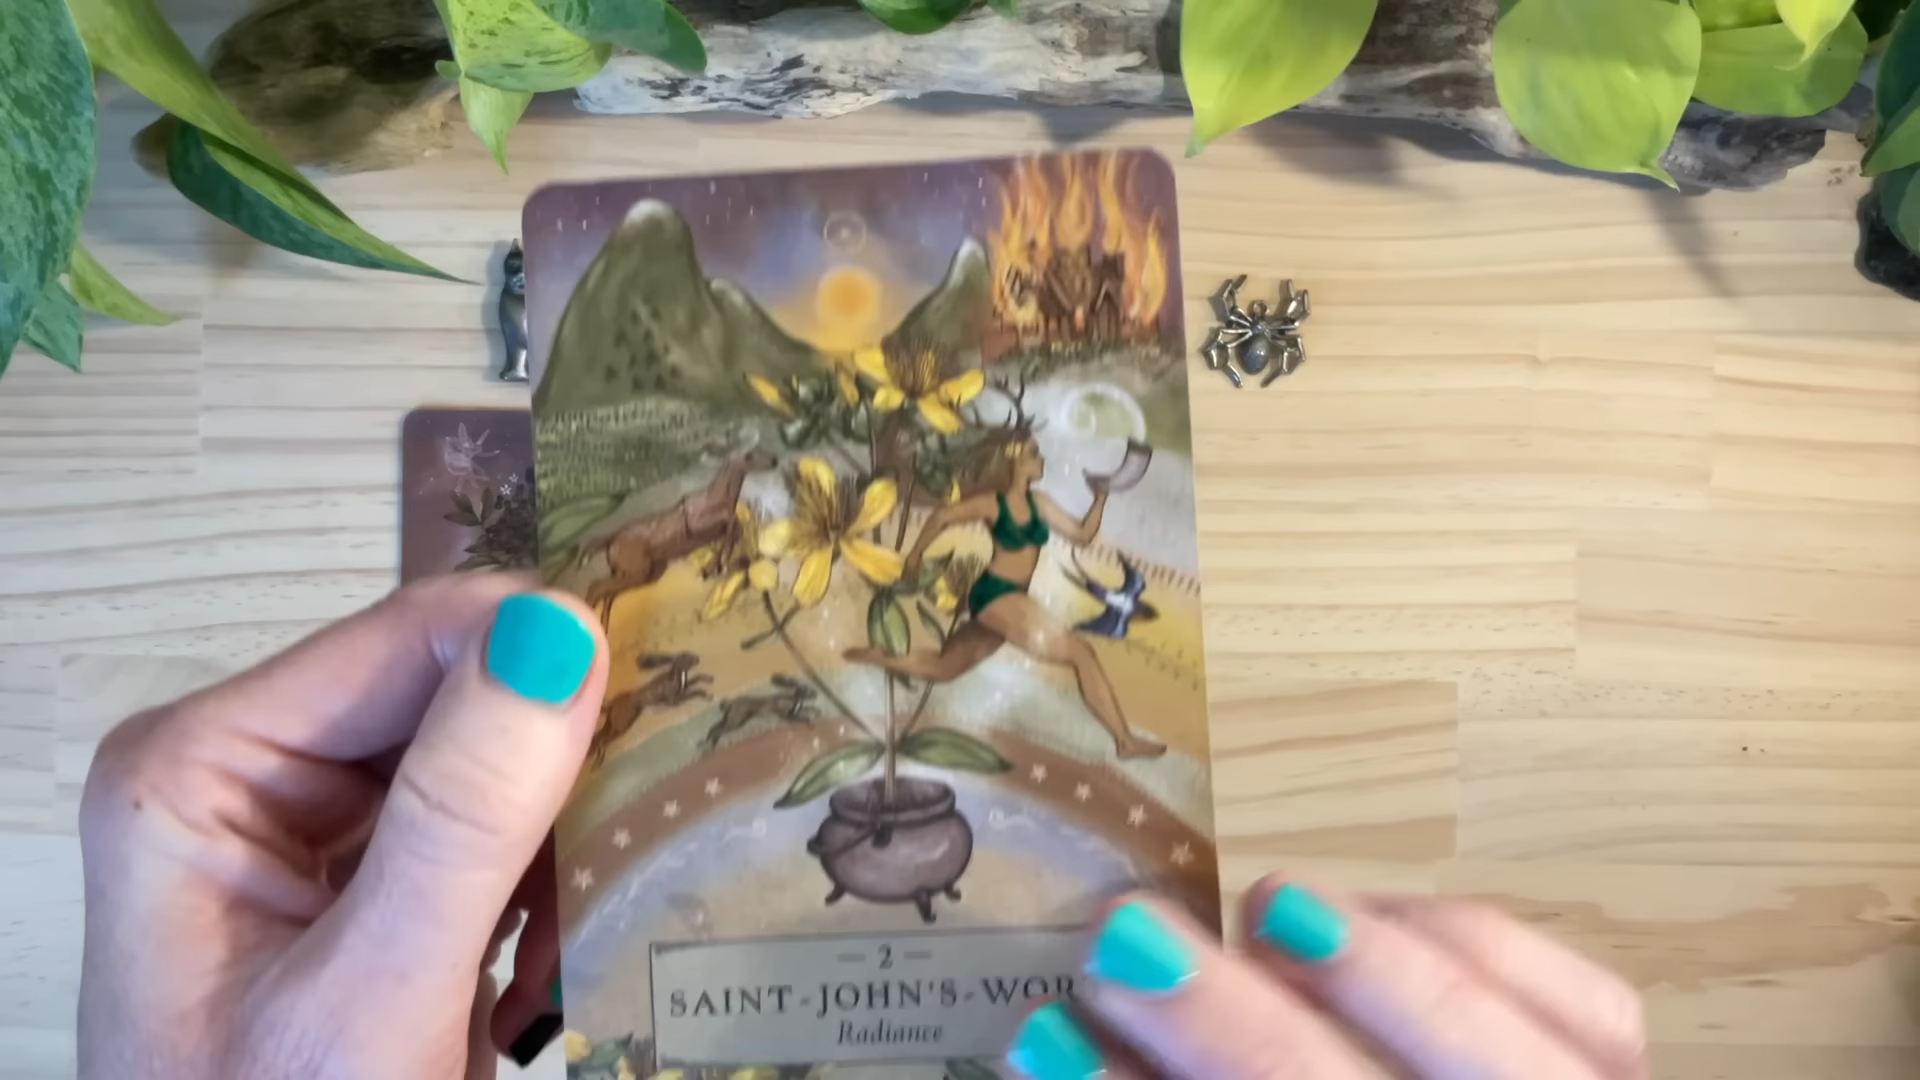 — 2 —
SAINT-JOHN'S-WOR
Radiance